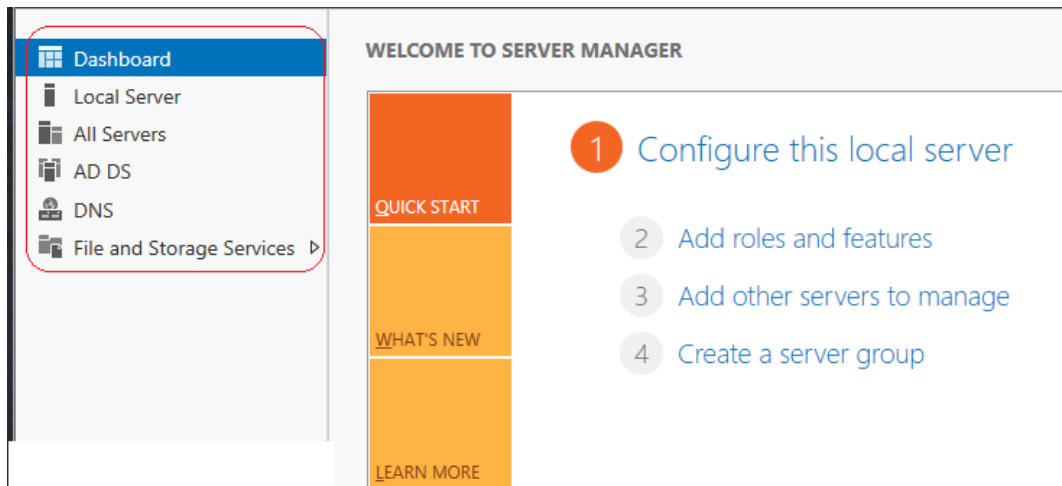 Dashboard
Local Server
All Servers
AD DS
DNS
File and Storage Services
WELCOME TO SERVER MANAGER
QUICK START
WHAT'S NEW
LEARN MORE
1 Configure this local server
2 Add roles and features
3 Add other servers to manage
4 Create a server group